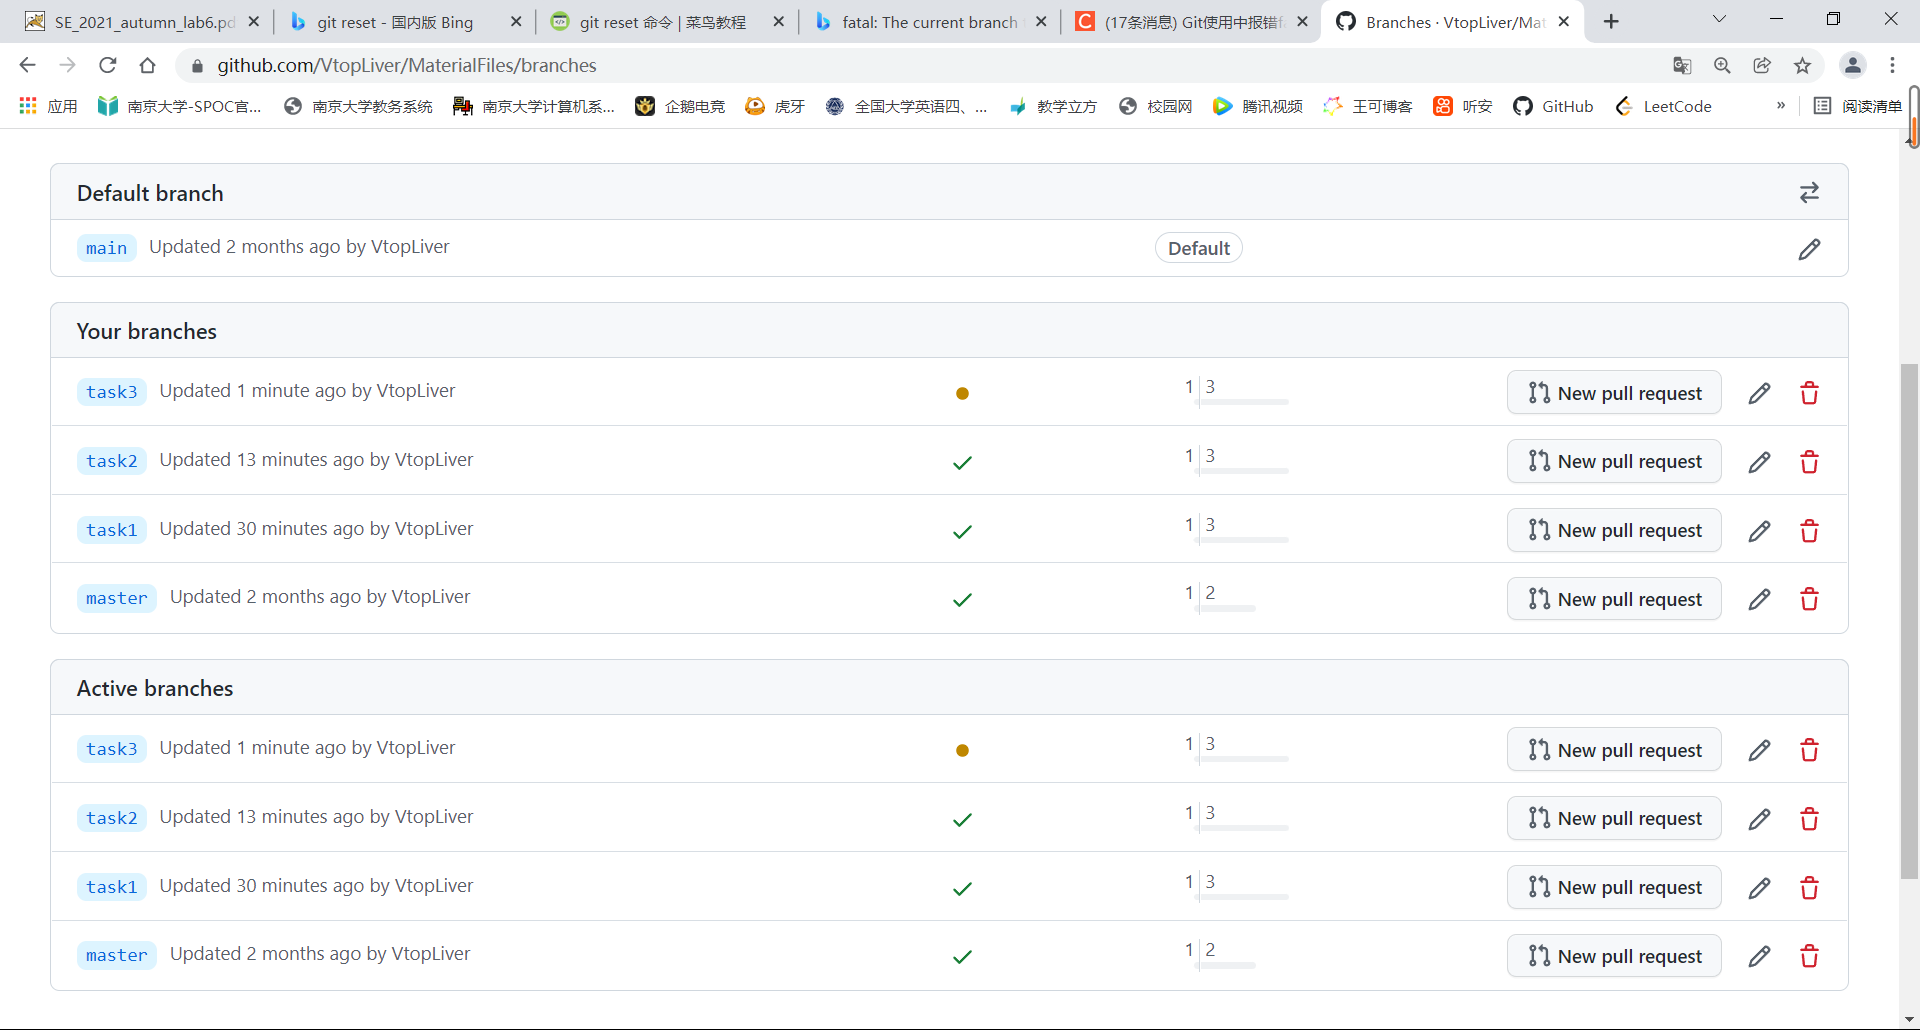 SE_2021_autumn_lab6.pd
git reset - 国内版 Bing
git reset 命令 | 菜鸟教程
fatal: The current branch
(17条消息) Git使用中报错fa
Branches · VtopLiver/Mat
github.com/VtopLiver/MaterialFiles/branches
应用
南京大学-SPOC官...
南京大学教务系统
南京大学计算机系...
企鹅电竞
虎牙
全国大学英语四、...
教学立方
校园网
腾讯视频
王可博客
听安
GitHub
LeetCode
»
阅读清单
Default branch
main Updated 2 months ago by VtopLiver Default
Your branches
task3 Updated 1 minute ago by VtopLiver 1 3 New pull request
task2 Updated 13 minutes ago by VtopLiver 1 3 New pull request
task1 Updated 30 minutes ago by VtopLiver 1 3 New pull request
master Updated 2 months ago by VtopLiver 1 2 New pull request
Active branches
task3 Updated 1 minute ago by VtopLiver 1 3 New pull request
task2 Updated 13 minutes ago by VtopLiver 1 3 New pull request
task1 Updated 30 minutes ago by VtopLiver 1 3 New pull request
master Updated 2 months ago by VtopLiver 1 2 New pull request